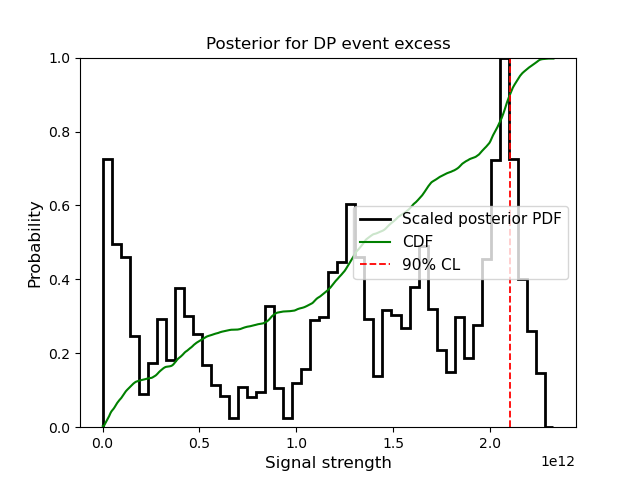 Posterior for DP event excess
Probability
1.0
0.8
0.6
0.4
0.2
0.0
Scaled posterior PDF
CDF
90% CL
0.0 0.5 1.0 1.5 2.0
1e12
Signal strength